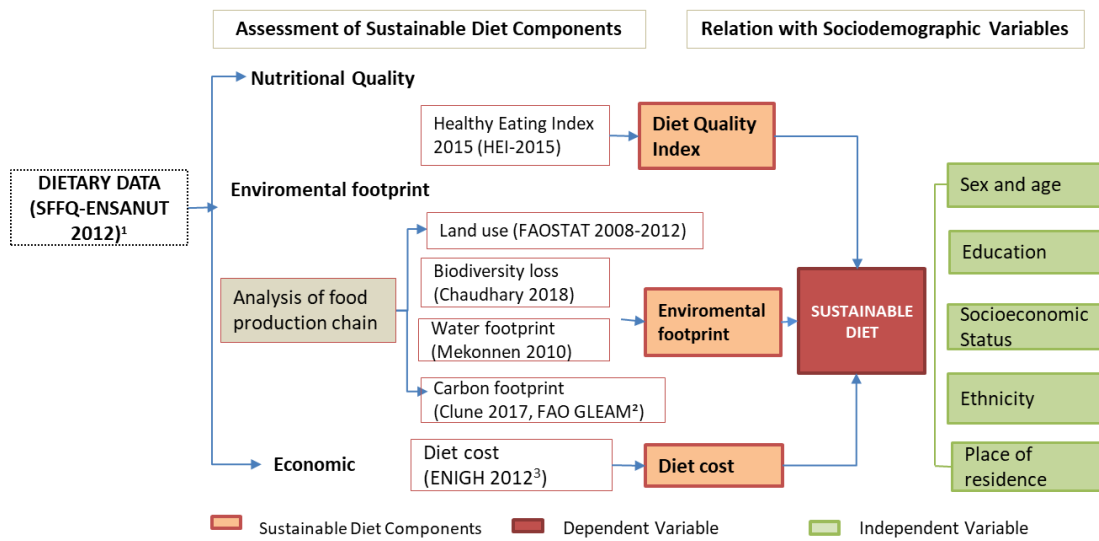 Assessment of Sustainable Diet Components
Relation with Sociodemographic Variables
Nutritional Quality
Healthy Eating Index
2015 (HEI-2015)
Diet Quality
Index
DIETARY DATA
(SFFQ-ENSANUT
2012)¹
Enviromental footprint
Land use (FAOSTAT 2008-2012)
Analysis of food
production chain
Biodiversity loss
(Chaudhary 2018)
Water footprint
(Mekonnen 2010)
Carbon footprint
(Clune 2017, FAO GLEAM²)
Enviromental
footprint
SUSTAINABLE
DIET
Economic
Diet cost
(ENIGH 2012³)
Diet cost
Sex and age
Education
Socioeconomic
Status
Ethnicity
Place of
residence
Sustainable Diet Components
Dependent Variable
Independent Variable